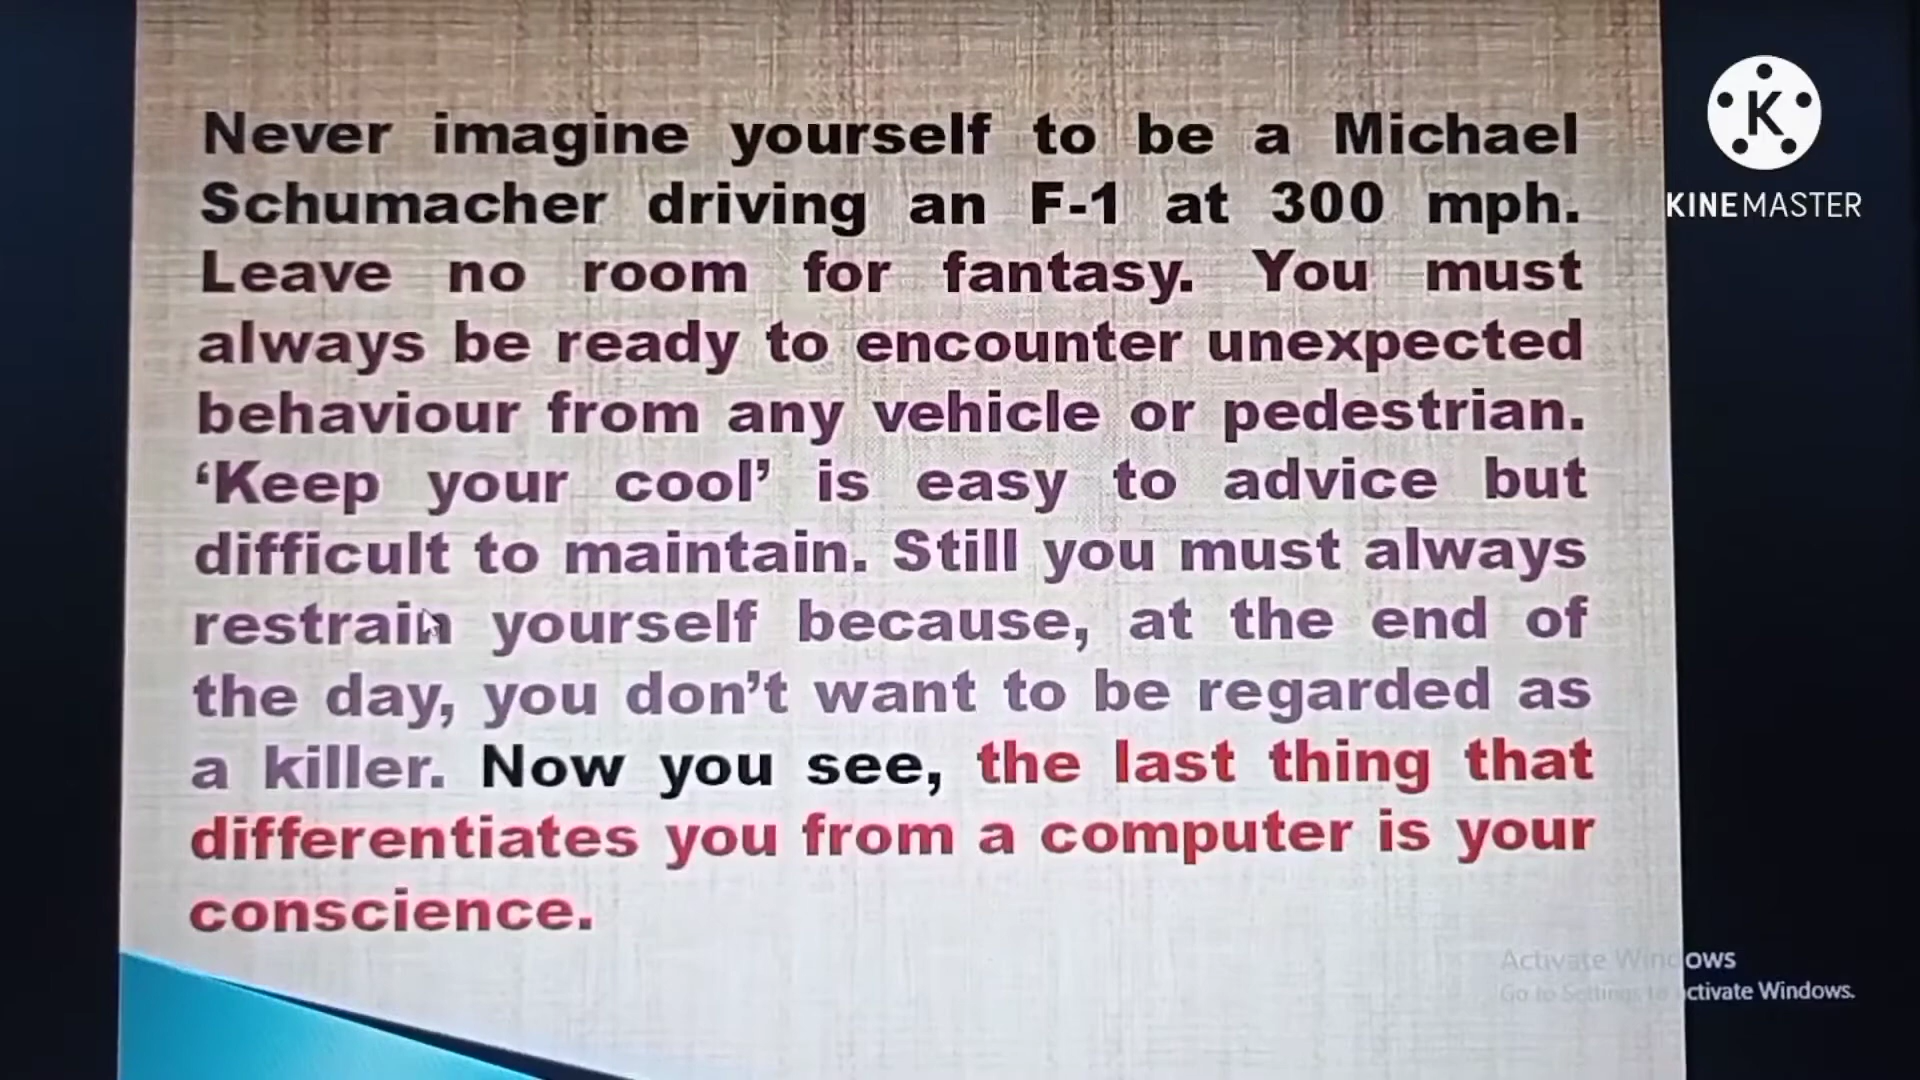 Never imagine yourself to be a Michael
Schumacher driving an F-1 at 300 mph.
Leave no room for fantasy. You must
always be ready to encounter unexpected
behaviour from any vehicle or pedestrian.
‘Keep your cool’ is easy to advice but
difficult to maintain. Still you must always
restrain yourself because, at the end of
the day, you don’t want to be regarded as
a killer. Now you see, the last thing that
differentiates you from a computer is your
conscience.
K
KINEMASTER
Activate Windows
Go to Settings to activate Windows.